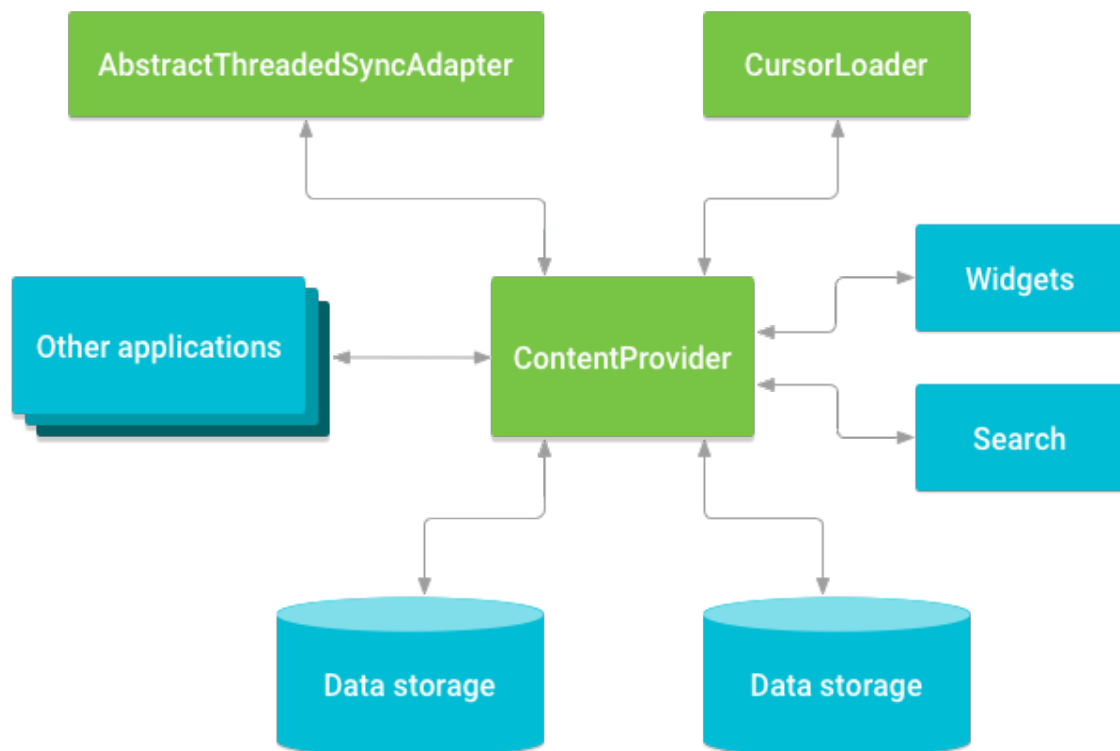 AbstractThreadedSyncAdapter
CursorLoader
Widgets
Other applications
ContentProvider
Search
Data storage
Data storage